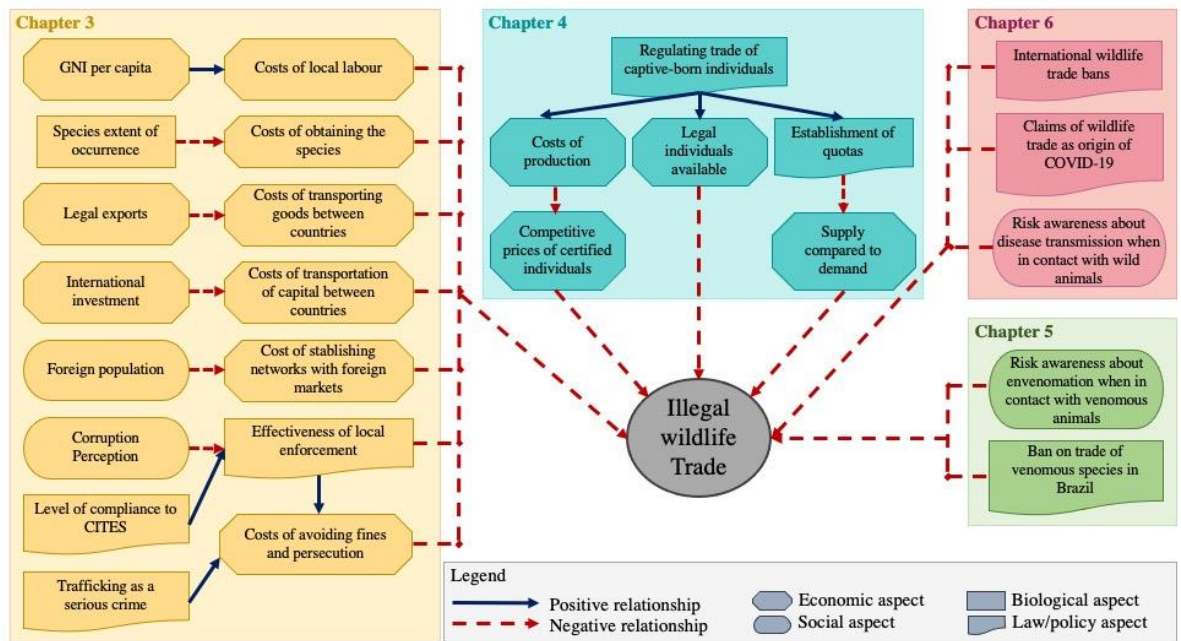 Chapter 3
GNI per capita
Costs of local labour
Species extent of
occurrence
Costs of obtaining the
species
Legal exports
Costs of transporting
goods between
countries
International
investment
Costs of transportation
of capital between
countries
Foreign population
Cost of stablishing
networks with foreign
markets
Corruption
Perception
Effectiveness of local
enforcement
Level of compliance to
CITES
Costs of avoiding fines
and persecution
Trafficking as a
serious crime
Chapter 4
Regulating trade of
captive-born individuals
Costs of
production
Legal
individuals
available
Establishment of
quotas
Competitive
prices of certified
individuals
Supply
compared to
demand
Illegal
wildlife
Trade
Chapter 6
International wildlife
trade bans
Claims of wildlife
trade as origin of
COVID-19
Risk awareness about
disease transmission when
in contact with wild
animals
Chapter 5
Risk awareness about
envenomation when in
contact with venomous
animals
Ban on trade of
venomous species in
Brazil
Legend
Positive relationship
Negative relationship
Economic aspect
Social aspect
Biological aspect
Law/policy aspect